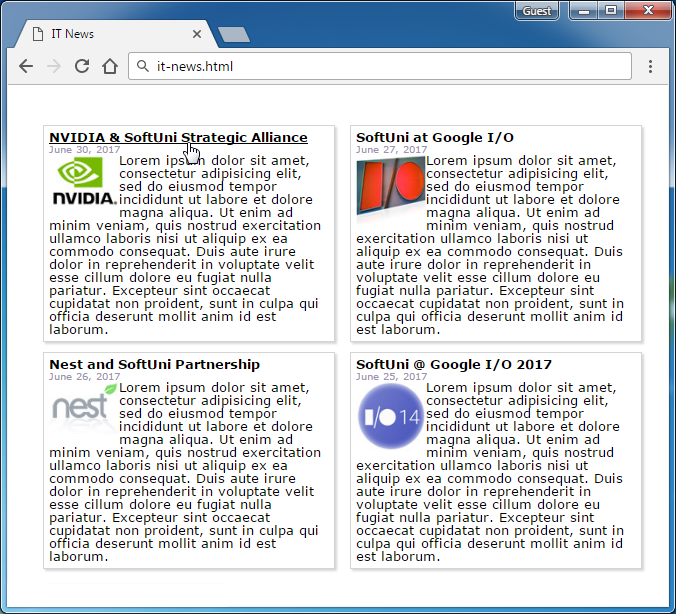 Guest
IT News
it-news.html
NVIDIA & SoftUni Strategic Alliance
June 30, 2017
NVIDIA.
Lorem ipsum dolor sit amet,
consectetur adipisicing elit,
sed do eiusmod tempor
incididunt ut labore et dolore
magna aliqua. Ut enim ad
minim veniam, quis nostrud exercitation
ullamco laboris nisi ut aliquip ex ea
commodo consequat. Duis aute irure
dolor in reprehenderit in voluptate velit
esse cillum dolore eu fugiat nulla
pariatur. Excepteur sint occaecat
cupidatat non proident, sunt in culpa qui
officia deserunt mollit anim id est
laborum.
SoftUni at Google I/O
June 27, 2017
I/O
Lorem ipsum dolor sit amet,
consectetur adipisicing elit,
sed do eiusmod tempor
incididunt ut labore et dolore
magna aliqua. Ut enim ad
minim veniam, quis nostrud
exercitation ullamco laboris nisi ut
aliquip ex ea commodo consequat. Duis
aute irure dolor in reprehenderit in
voluptate velit esse cillum dolore eu
fugiat nulla pariatur. Excepteur sint
occaecat cupidatat non proident, sunt in
culpa qui officia deserunt mollit anim id
est laborum.
Nest and SoftUni Partnership
June 26, 2017
nest
Lorem ipsum dolor sit amet,
consectetur adipisicing elit,
sed do eiusmod tempor
incididunt ut labore et dolore
magna aliqua. Ut enim ad
minim veniam, quis nostrud exercitation
ullamco laboris nisi ut aliquip ex ea
commodo consequat. Duis aute irure
dolor in reprehenderit in voluptate velit
esse cillum dolore eu fugiat nulla
pariatur. Excepteur sint occaecat
cupidatat non proident, sunt in culpa qui
officia deserunt mollit anim id est
laborum.
SoftUni @ Google I/O 2017
June 25, 2017
I/O 14
Lorem ipsum dolor sit amet,
consectetur adipisicing elit,
sed do eiusmod tempor
incididunt ut labore et dolore
magna aliqua. Ut enim ad
minim veniam, quis nostrud
exercitation ullamco laboris nisi ut
aliquip ex ea commodo consequat. Duis
aute irure dolor in reprehenderit in
voluptate velit esse cillum dolore eu
fugiat nulla pariatur. Excepteur sint
occaecat cupidatat non proident, sunt in
culpa qui officia deserunt mollit anim id
est laborum.